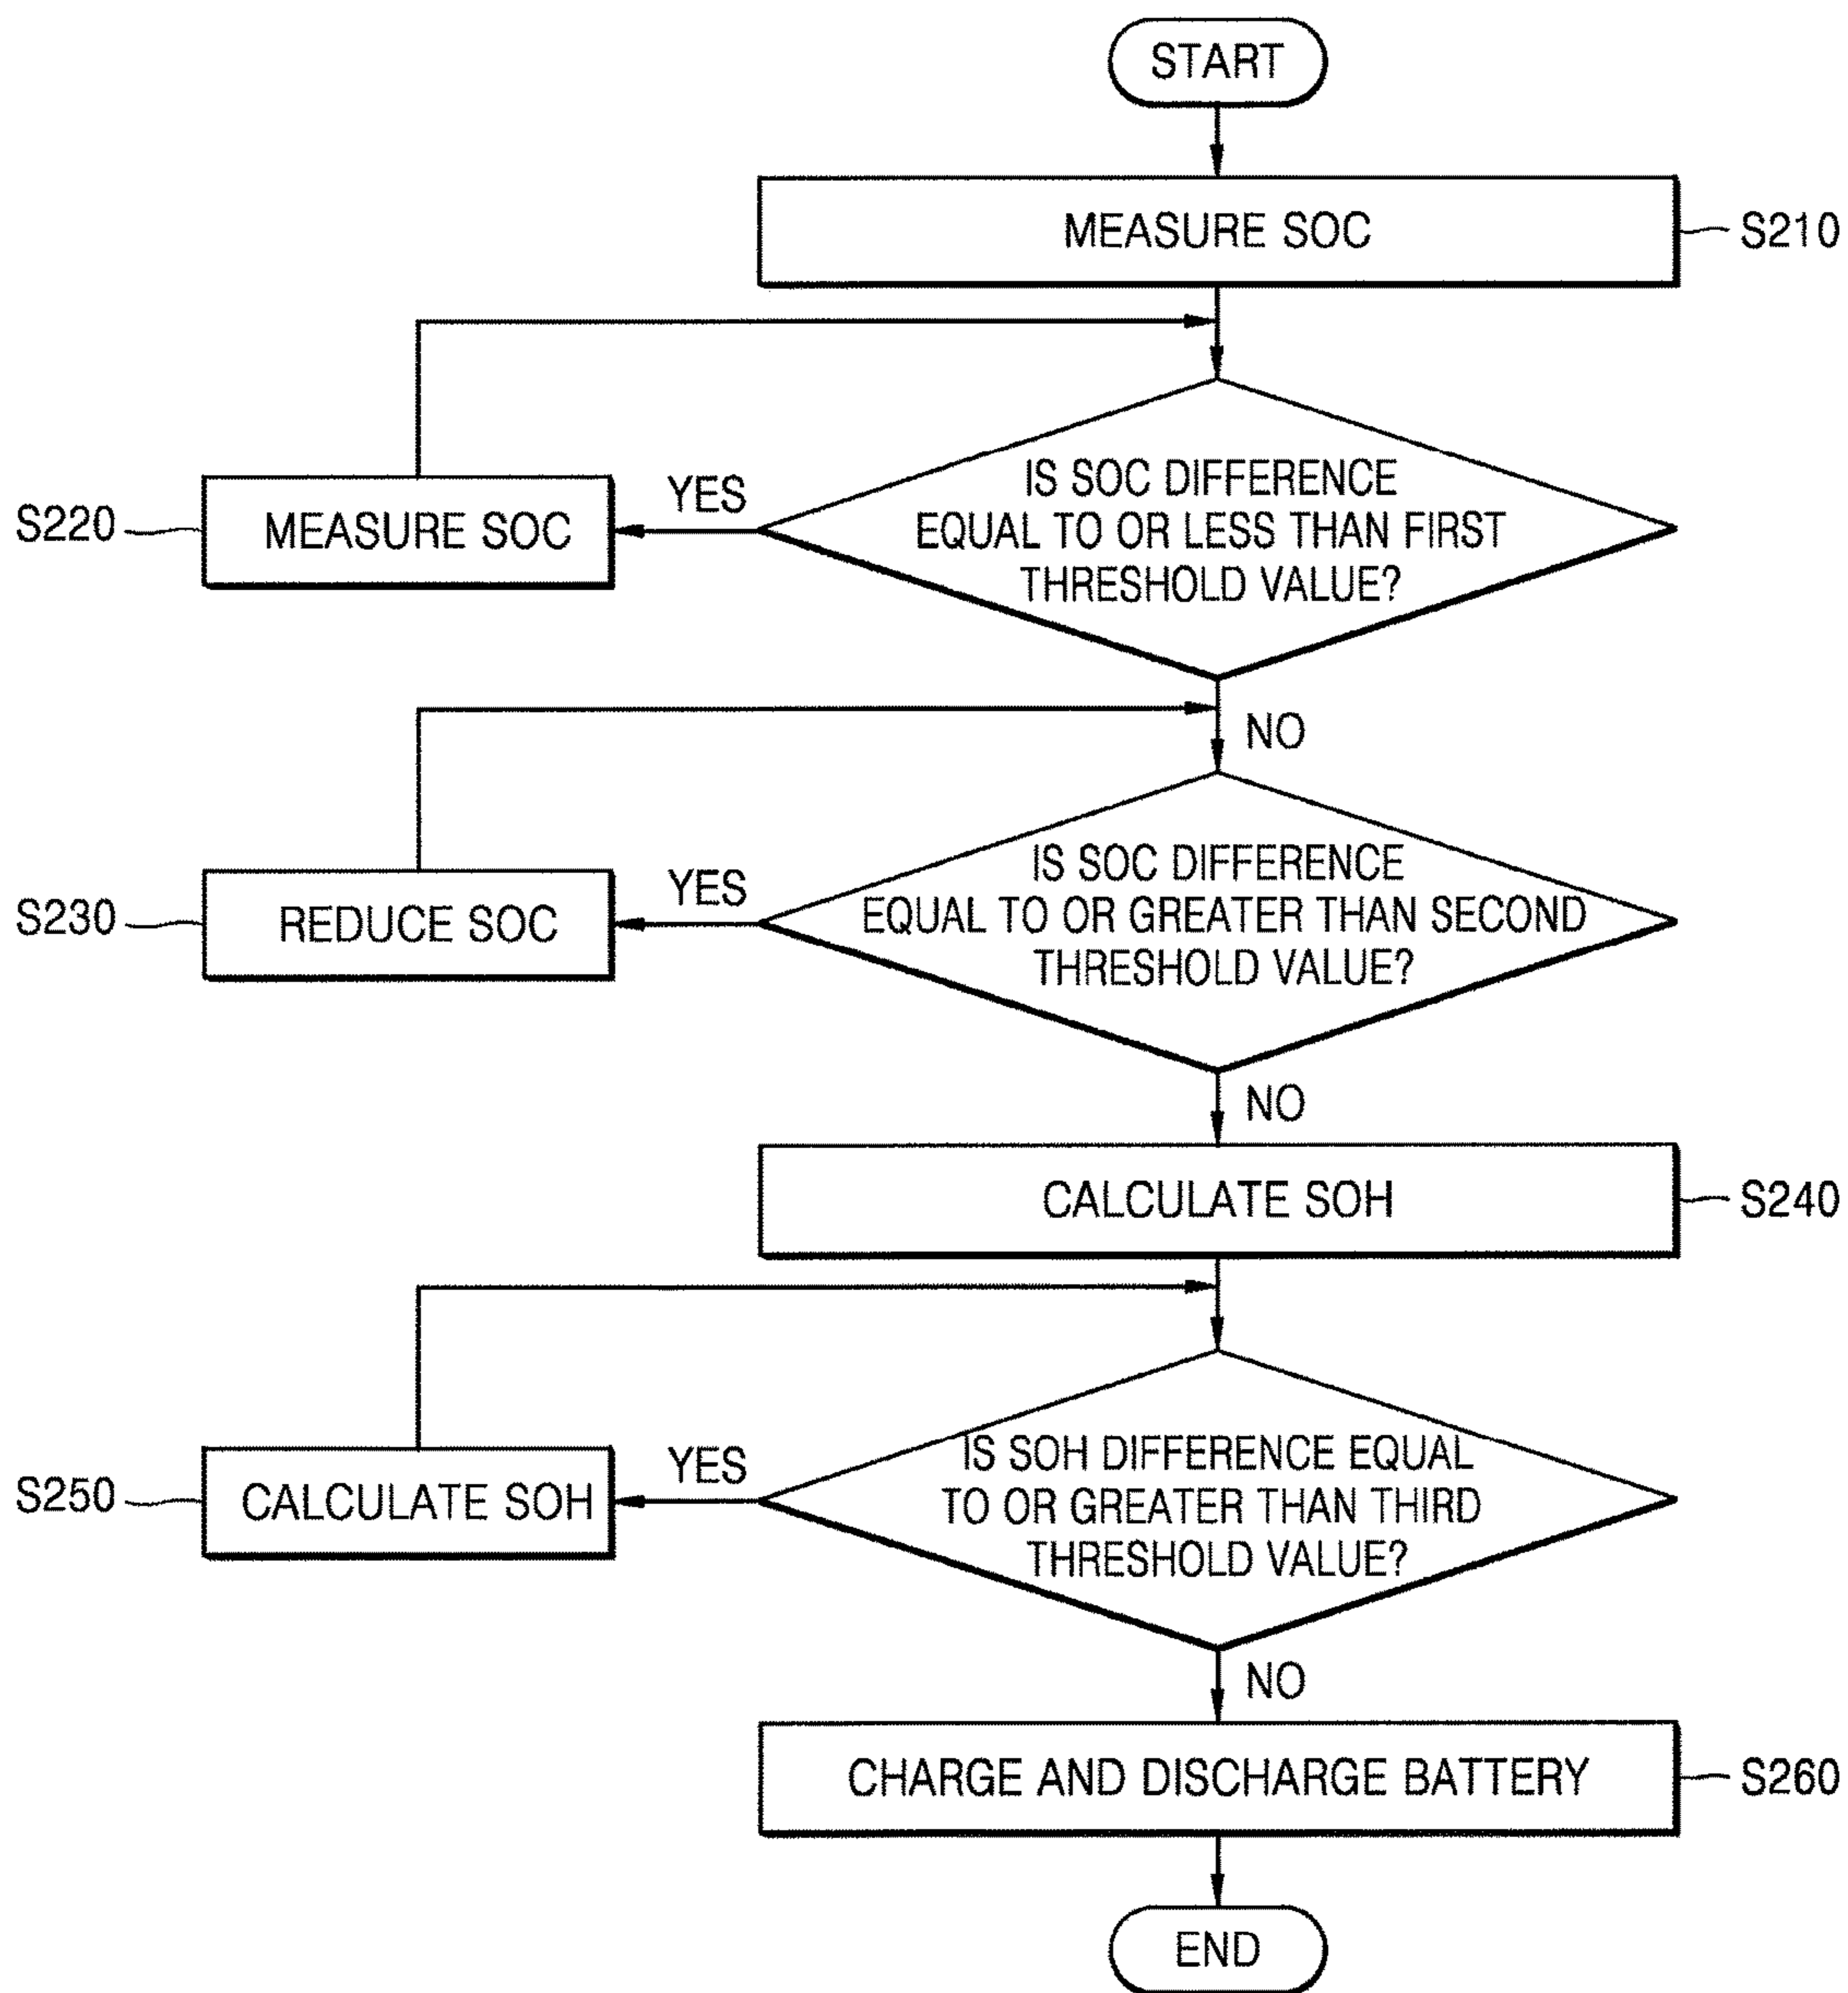 START
MEASURE SOC
S210
IS SOC DIFFERENCE
EQUAL TO OR LESS THAN FIRST
THRESHOLD VALUE?
YES
MEASURE SOC
S220
NO
IS SOC DIFFERENCE
EQUAL TO OR GREATER THAN SECOND
THRESHOLD VALUE?
YES
REDUCE SOC
S230
NO
CALCULATE SOH
S240
IS SOH DIFFERENCE EQUAL
TO OR GREATER THAN THIRD
THRESHOLD VALUE?
YES
CALCULATE SOH
S250
NO
CHARGE AND DISCHARGE BATTERY
S260
END